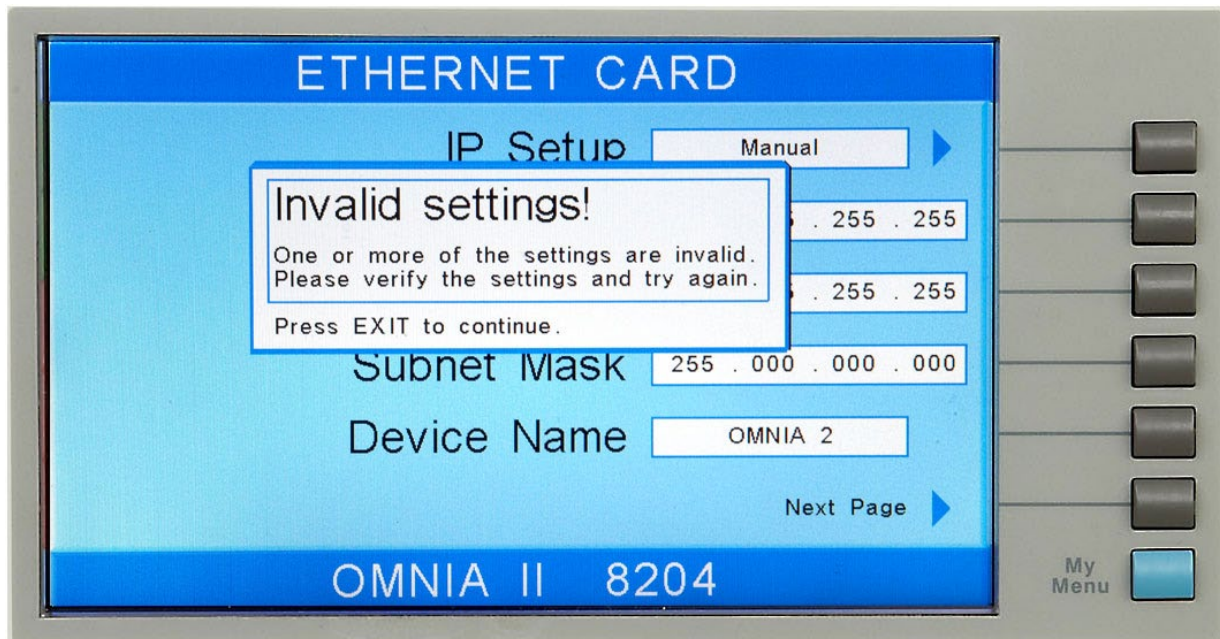 ETHERNET CARD
IP Setup
Manual
Invalid settings!
One or more of the settings are invalid.
Please verify the settings and try again.
Press EXIT to continue.
. 255 . 255
. 255 . 255
Subnet Mask
255 . 000 . 000 . 000
Device Name
OMNIA 2
Next Page
OMNIA II 8204
My
Menu